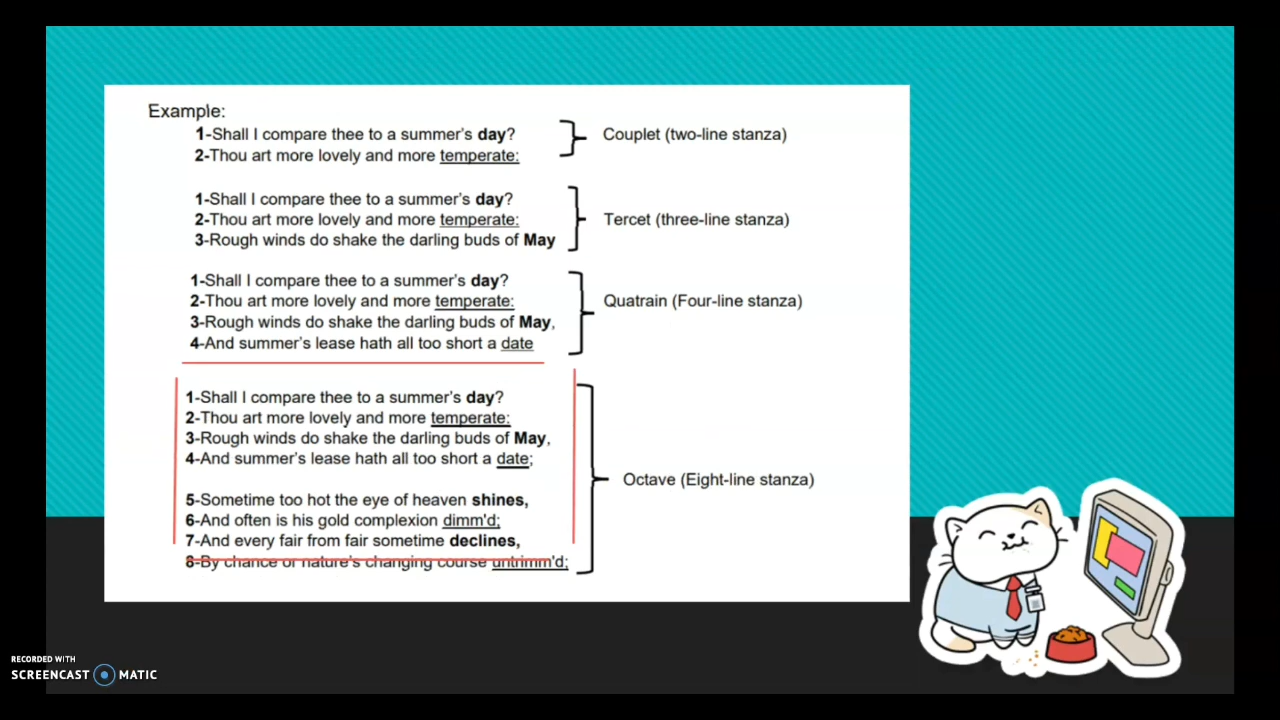 Example:
1-Shall I compare thee to a summer's day?
2-Thou art more lovely and more temperate:
Couplet (two-line stanza)
1-Shall I compare thee to a summer's day?
2-Thou art more lovely and more temperate:
3-Rough winds do shake the darling buds of May
Tercet (three-line stanza)
1-Shall I compare thee to a summer's day?
2-Thou art more lovely and more temperate:
3-Rough winds do shake the darling buds of May,
4-And summer's lease hath all too short a date
Quatrain (Four-line stanza)
1-Shall I compare thee to a summer's day?
2-Thou art more lovely and more temperate:
3-Rough winds do shake the darling buds of May,
4-And summer's lease hath all too short a date;
5-Sometime too hot the eye of heaven shines,
6-And often is his gold complexion dimm'd;
7-And every fair from fair sometime declines,
8-By chance or nature's changing course untrimm'd;
Octave (Eight-line stanza)
RECORDED WITH
SCREENCAST MATIC